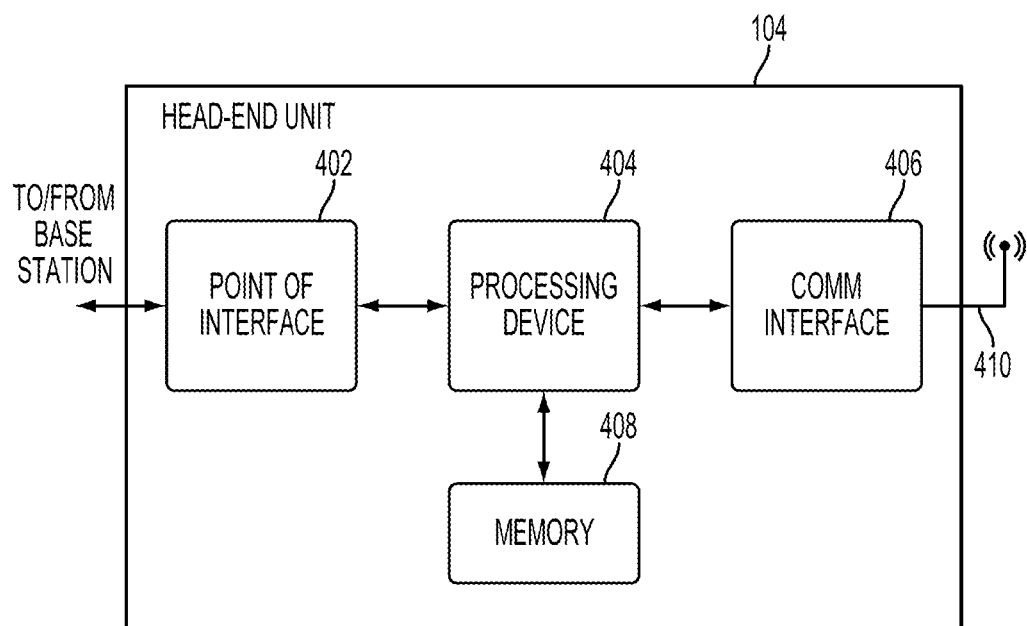 104
HEAD-END UNIT
402
404
406
TO/FROM
BASE
STATION
POINT OF
INTERFACE
PROCESSING
DEVICE
COMM
INTERFACE
410
408
MEMORY